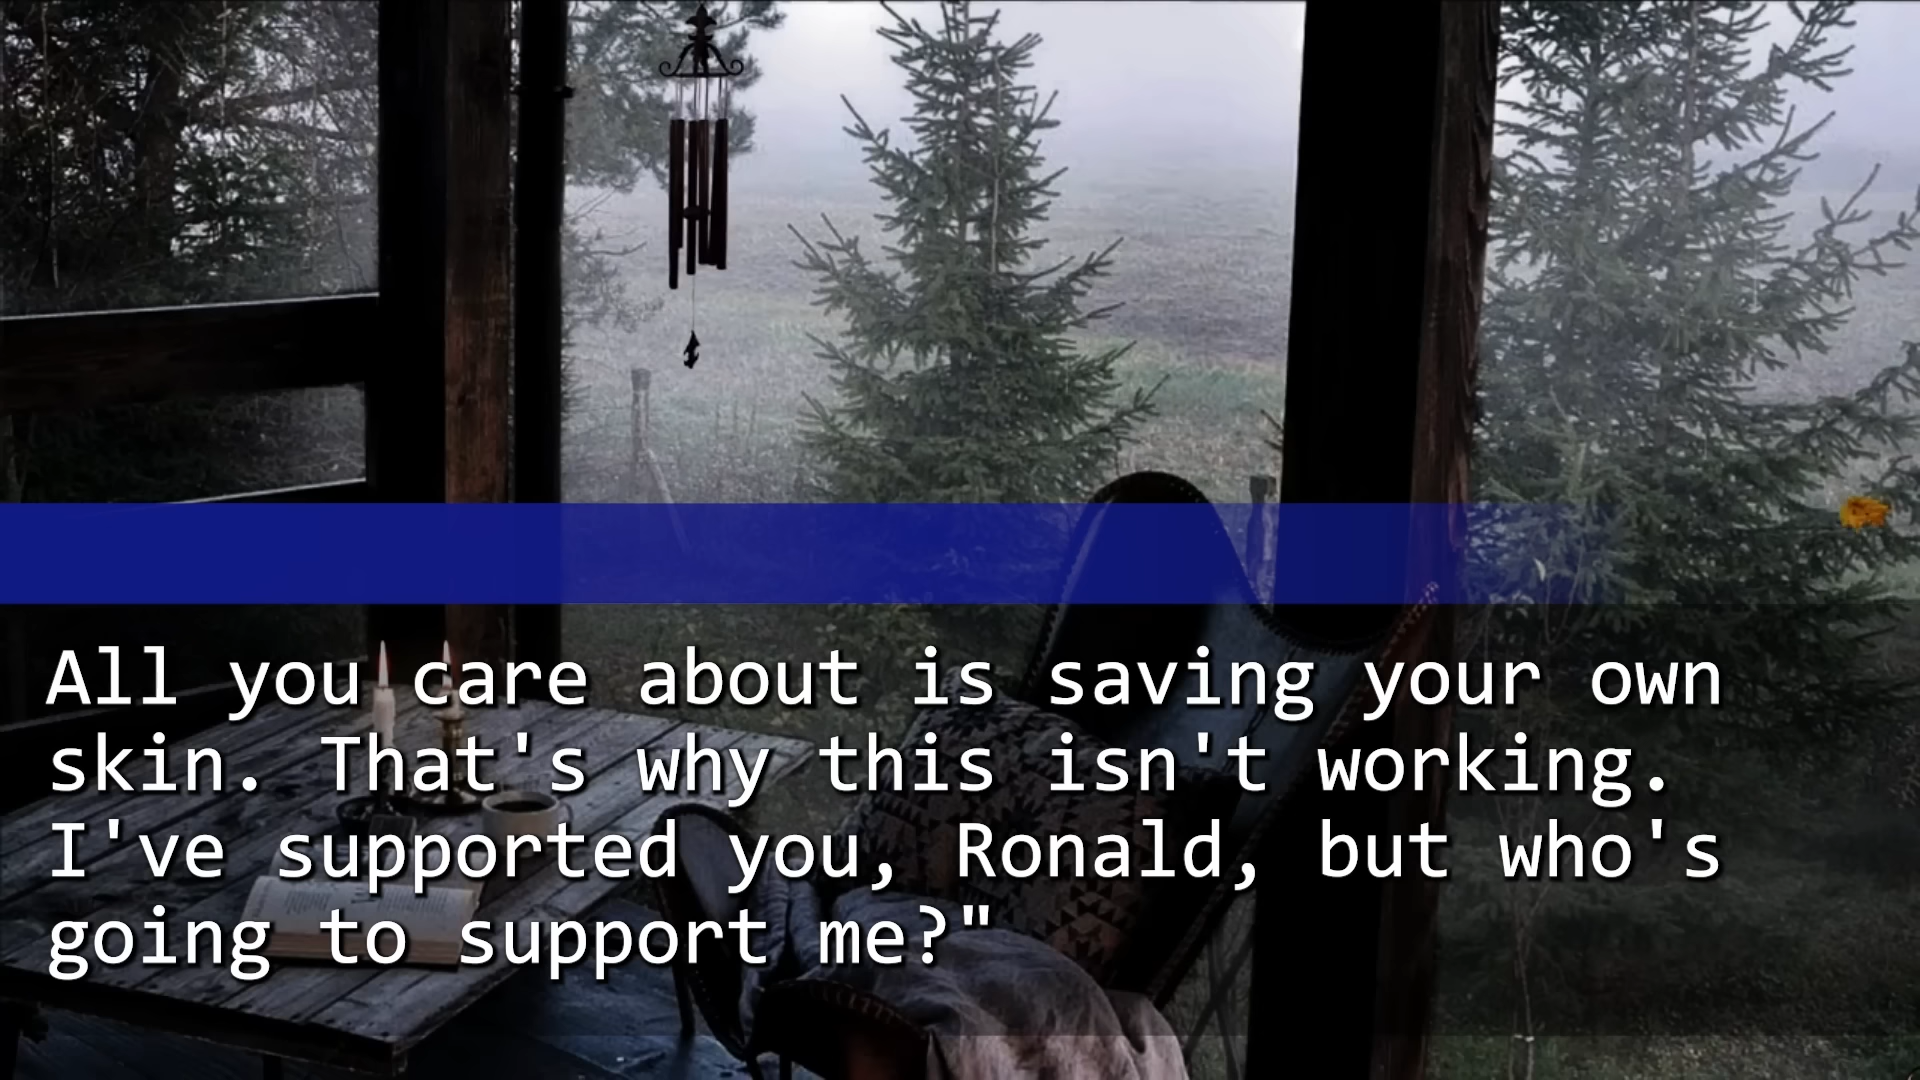 All you care about is saving your own
skin. That's why this isn't working.
I've supported you, Ronald, but who's
going to support me?"